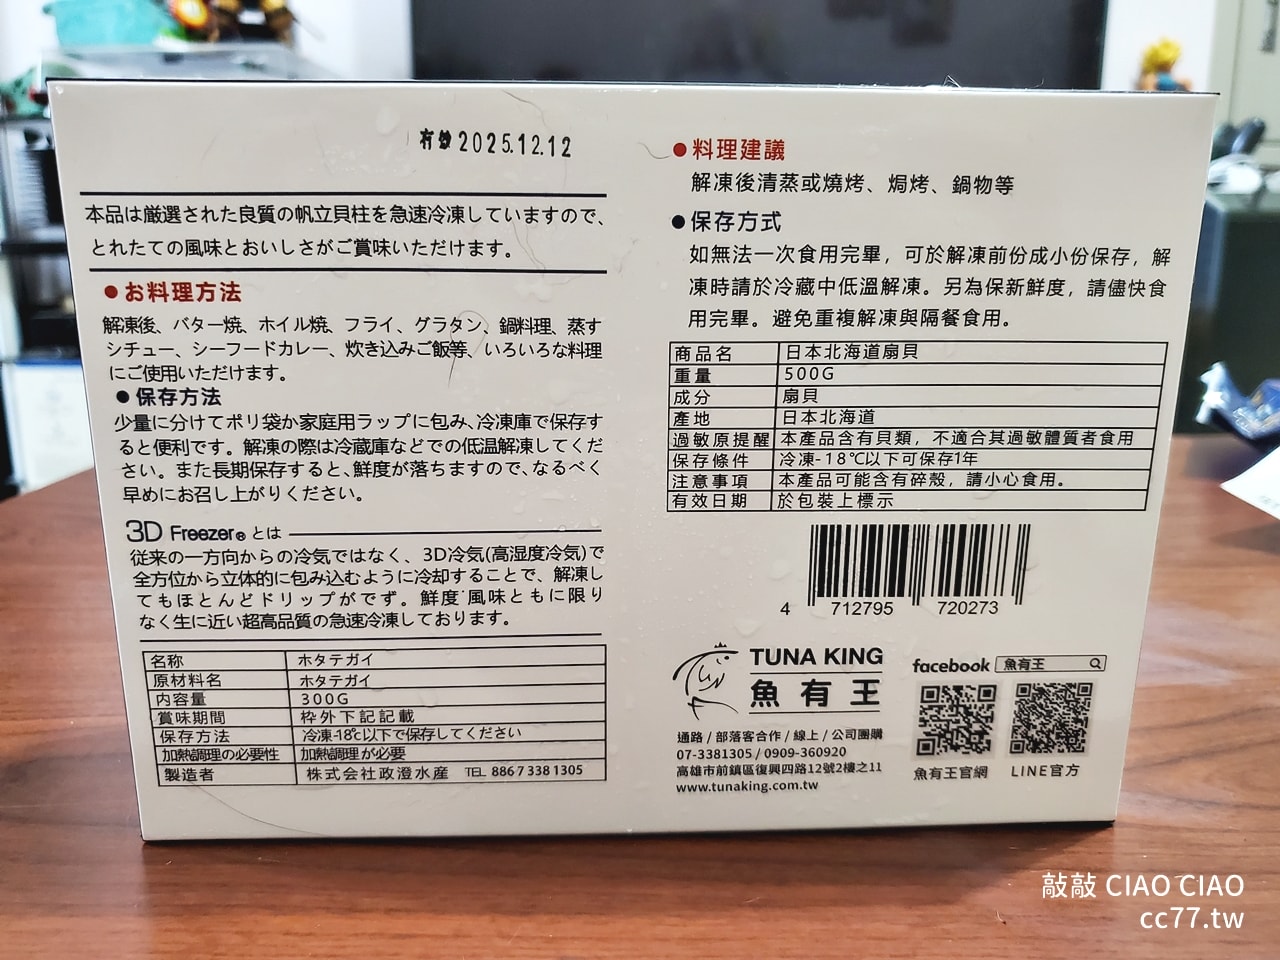 有效 2025.12.12
本品は厳選された良質の帆立貝柱を急速冷凍していますので、
とれたての風味とおいしさがご賞味いただけます。
●お料理方法
解凍後、バター焼、ホイル焼、フライ、グラタン、鍋料理、蒸す
シチュー、シーフードカレー、炊き込みご飯等、いろいろな料理
にご使用いただけます。
●保存方法
少量に分けてポリ袋か家庭用ラップに包み、冷凍庫で保存す
ると便利です。解凍の際は冷蔵庫などでの低温解凍してくだ
さい。また長期保存すると、鮮度が落ちますので、なるべく
早めにお召し上がりください。
3D Freezer® とは
従来の一方向からの冷気ではなく、3D冷気(高湿度冷気)で
全方位から立体的に包み込むように冷却することで、解凍し
てもほとんどドリップがでず。鮮度・風味ともに限り
なく生に近い超高品質の急速冷凍しております。
名称 ホタテガイ
原材料名 ホタテガイ
内容量 300G
賞味期間 枠外下記記載
保存方法 冷凍-18℃以下で保存してください
加熱調理の必要性 加熱調理が必要
製造者 株式会社政澄水産 TEL 886 7 338 1305
●料理建議
解凍後清蒸或燒烤、焗烤、鍋物等
●保存方式
如無法一次食用完畢，可於解凍前份成小份保存，解
凍時請於冷藏中低溫解凍。另為保新鮮度，請儘快食
用完畢。避免重複解凍與隔餐食用。
商品名 日本北海道扇貝
重量 500G
成分 扇貝
產地 日本北海道
過敏原提醒 本產品含有貝類，不適合其過敏體質者食用
保存條件 冷凍-18℃以下可保存1年
注意事項 本產品可能含有碎殼，請小心食用。
有效日期 於包裝上標示
4 712795 720273
TUNA KING
魚有王
facebook 魚有王
通路/部落客合作/線上/公司團購
07-3381305/0909-360920
高雄市前鎮區復興四路12號2樓之11
www.tunaking.com.tw
魚有王官網 LINE官方
敲敲 CIAO CIAO
cc77.tw